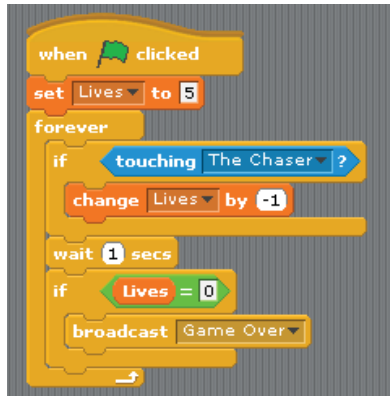 when clicked
set Lives to 5
forever
if touching The Chaser ?
change Lives by -1
wait 1 secs
if Lives = 0
broadcast Game Over